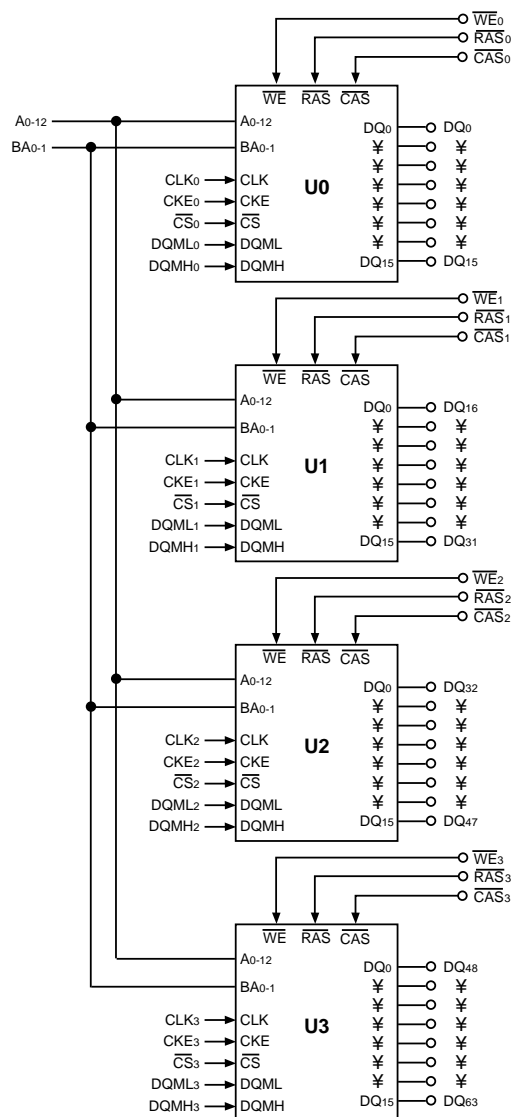 WE0
RAS0
CAS0
WE RAS CAS
A0-12 A0-12 DQ0 DQ0
BA0-1 BA0-1 ¥ ¥
¥ ¥
CLK0 CLK ¥ ¥
CKE0 CKE U0 ¥ ¥
CS0 CS ¥ ¥
DQML0 DQML ¥ ¥
DQMH0 DQMH DQ15 DQ15
WE1
RAS1
CAS1
WE RAS CAS
A0-12 DQ0 DQ16
BA0-1 ¥ ¥
¥ ¥
CLK1 CLK ¥ ¥
CKE1 CKE U1 ¥ ¥
CS1 CS ¥ ¥
DQML1 DQML ¥ ¥
DQMH1 DQMH DQ15 DQ31
WE2
RAS2
CAS2
WE RAS CAS
A0-12 DQ0 DQ32
BA0-1 ¥ ¥
¥ ¥
CLK2 CLK ¥ ¥
CKE2 CKE U2 ¥ ¥
CS2 CS ¥ ¥
DQML2 DQML ¥ ¥
DQMH2 DQMH DQ15 DQ47
WE3
RAS3
CAS3
WE RAS CAS
A0-12 DQ0 DQ48
BA0-1 ¥ ¥
¥ ¥
CLK3 CLK ¥ ¥
CKE3 CKE U3 ¥ ¥
CS3 CS ¥ ¥
DQML3 DQML ¥ ¥
DQMH3 DQMH DQ15 DQ63